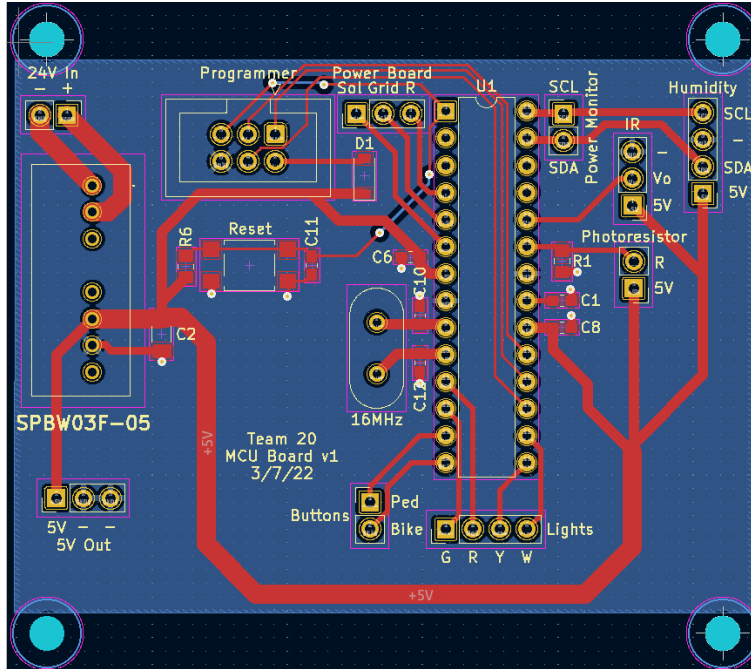 24V In
- +
Programmer
Power Board
Sol Grid R
U1
SCL
SDA
Power Monitor
IR
-
Vo
5V
Humidity
SCL
-
SDA
5V
D1
Reset
R6
C11
C6
C10
R1
Photoresistor
R
5V
C1
C8
C2
C12
16MHz
SPBW03F-05
+5V
Team 20
MCU Board v1
3/7/22
5V - -
5V Out
Buttons
Ped
Bike
Lights
G R Y W
+5V